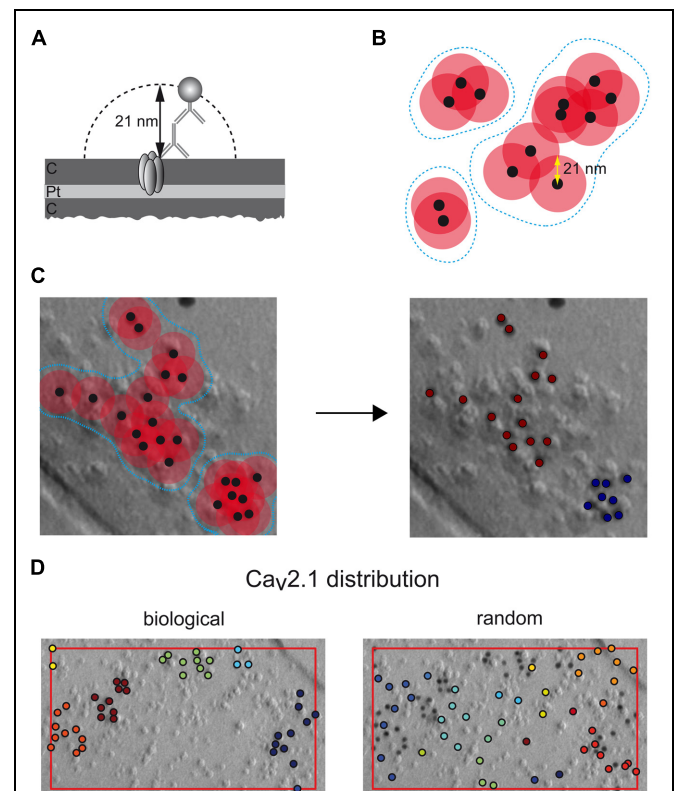 A
B
21 nm
C
Pt
C
21 nm
C
D
Cav2.1 distribution
biological
random